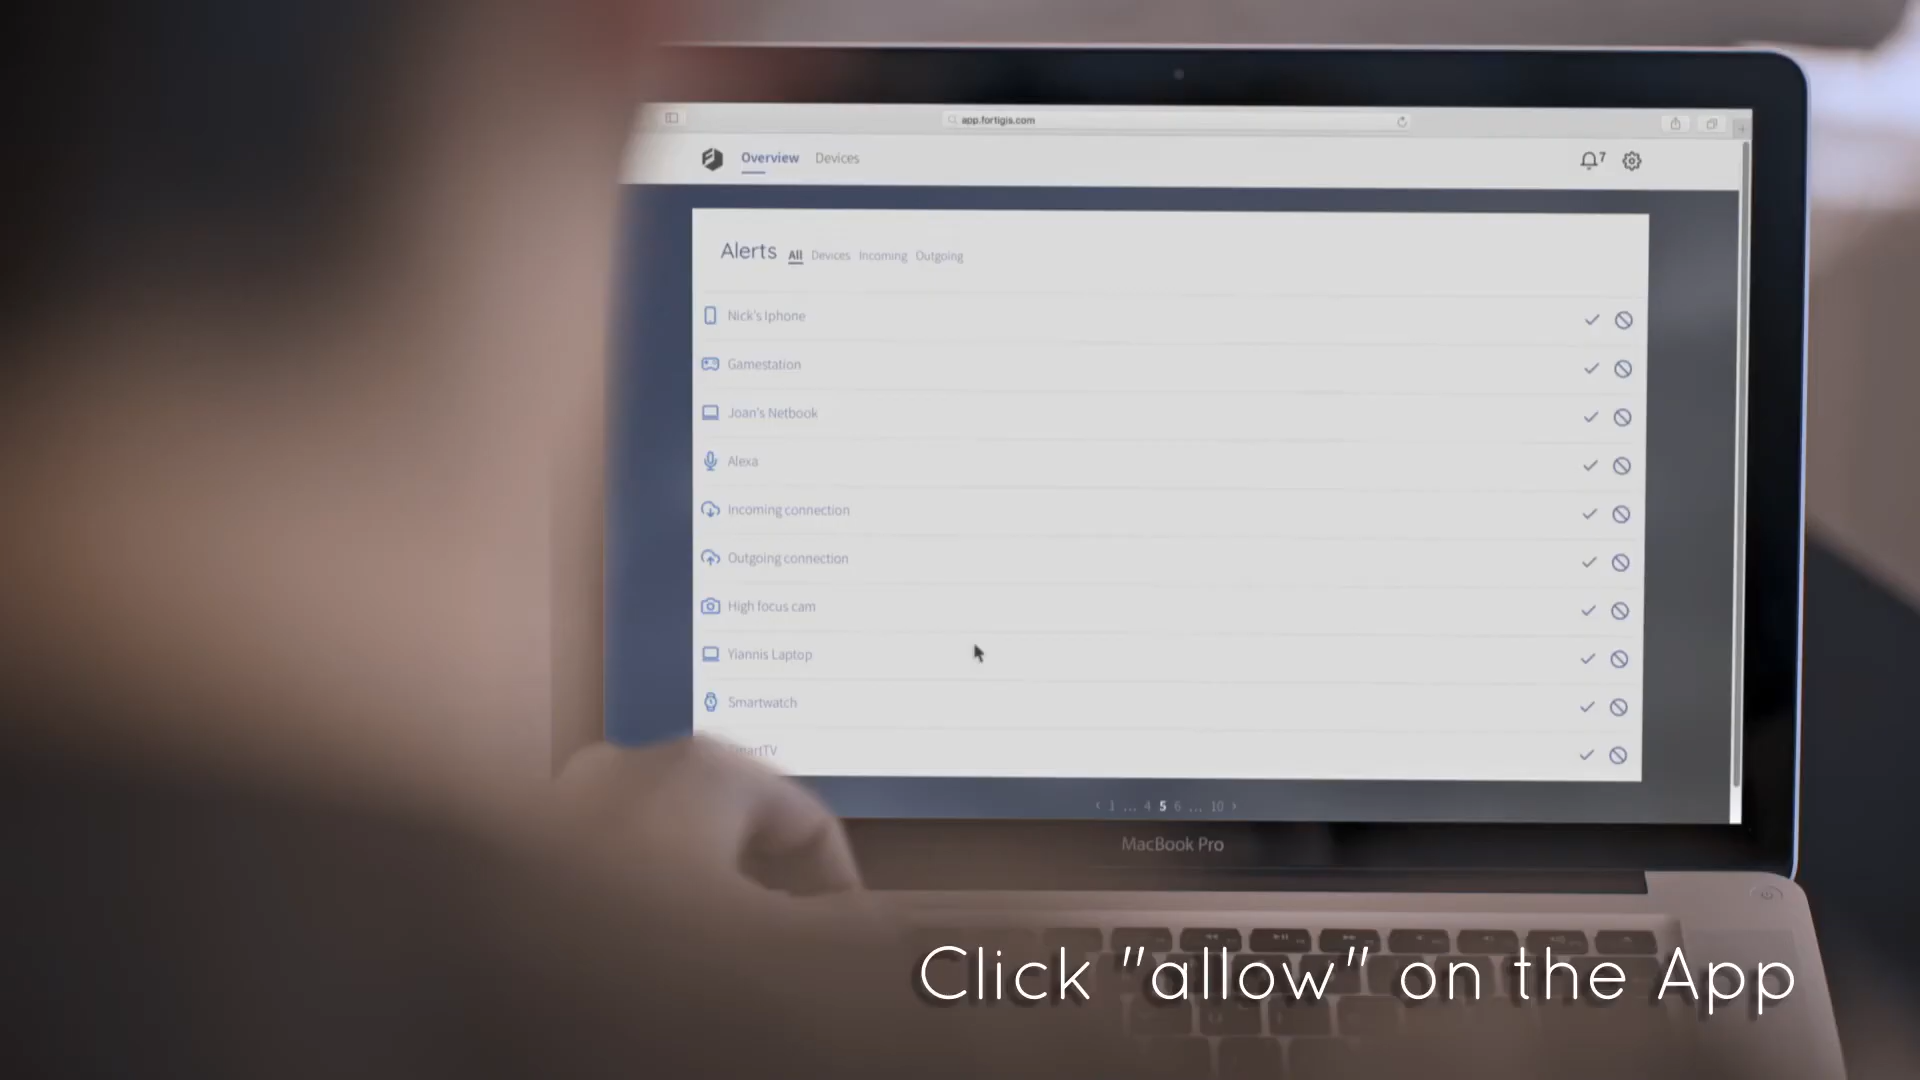 app.fortigis.com
Overview Devices
7
Alerts All Devices Incoming Outgoing
Nick's Iphone
Gamestation
Joan's Netbook
Alexa
Incoming connection
Outgoing connection
High focus cam
Yiannis Laptop
Smartwatch
SmartTV
‹ 1 ... 4 5 6 ... 10 ›
MacBook Pro
Click "allow" on the App